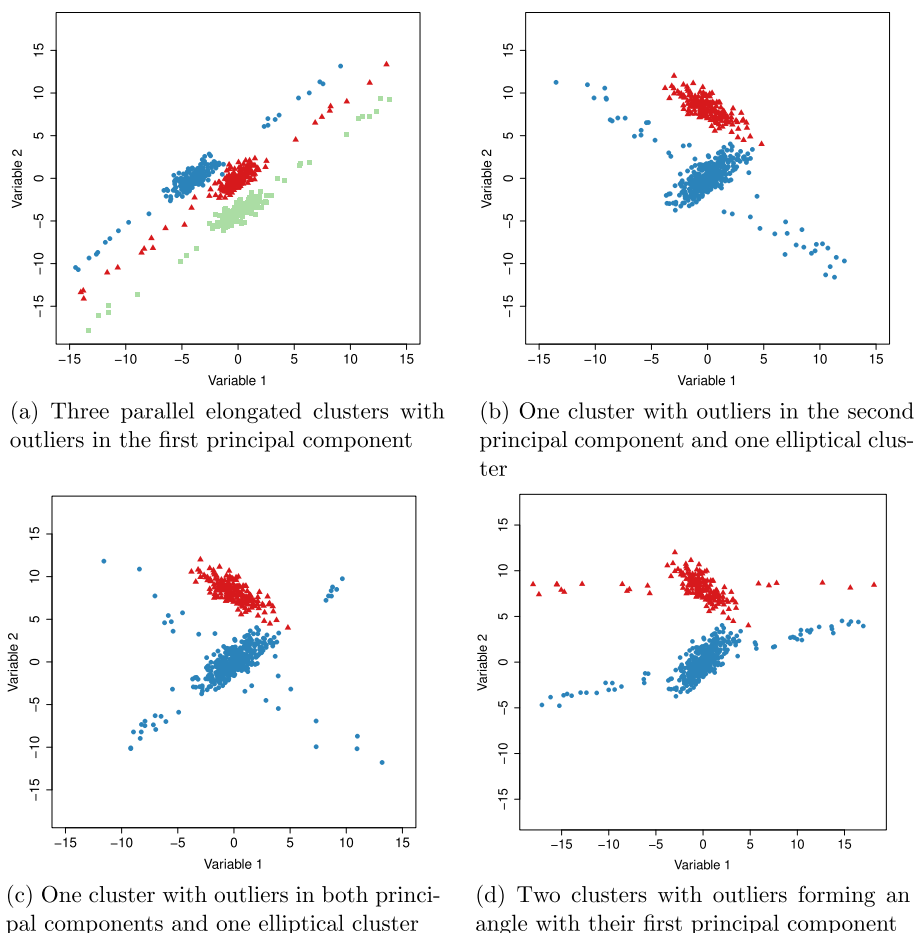 15
10
5
0
−5
−10
−15
Variable 2
−15 −10 −5 0 5 10 15
Variable 1
(a) Three parallel elongated clusters with
outliers in the first principal component
15
10
5
0
−5
−10
−15
Variable 2
−15 −10 −5 0 5 10 15
Variable 1
(b) One cluster with outliers in the second
principal component and one elliptical clus-
ter
15
10
5
0
−5
−10
−15
Variable 2
−15 −10 −5 0 5 10 15
Variable 1
(c) One cluster with outliers in both princi-
pal components and one elliptical cluster
15
10
5
0
−5
−10
−15
Variable 2
−15 −10 −5 0 5 10 15
Variable 1
(d) Two clusters with outliers forming an
angle with their first principal component